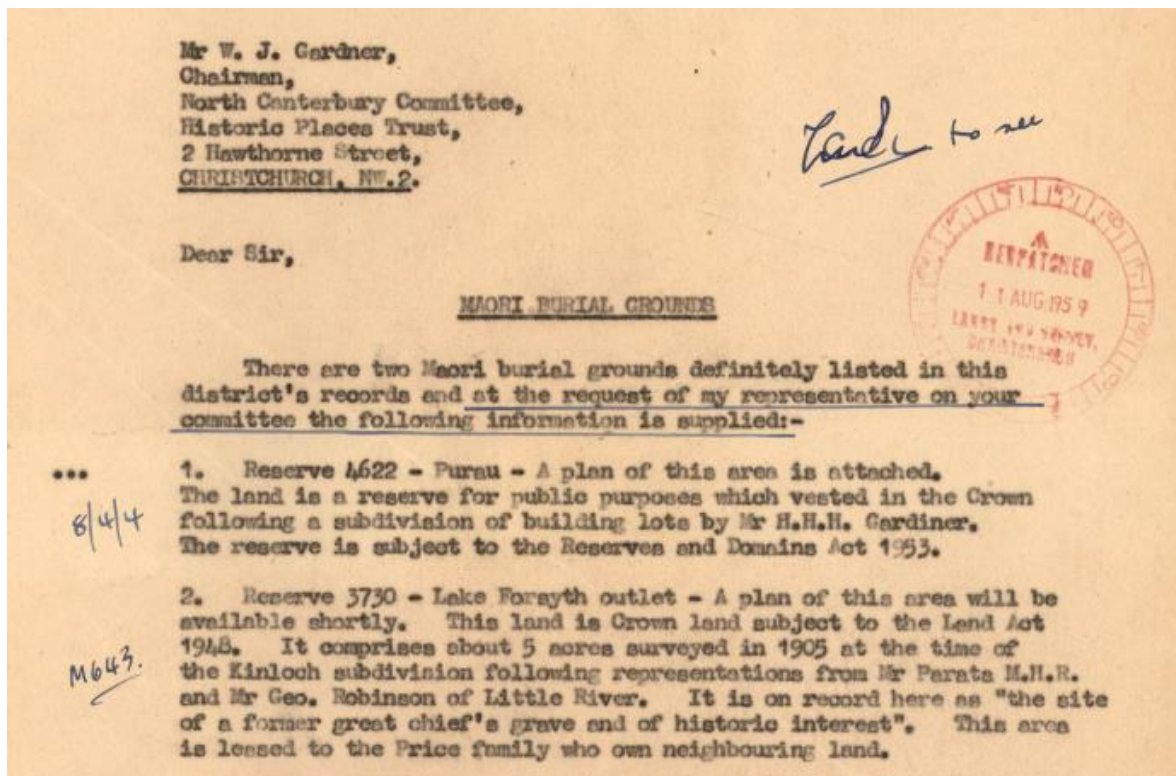 Mr W. J. Gardner,
Chairman,
North Canterbury Committee,
Historic Places Trust,
2 Hawthorne Street,
CHRISTCHURCH, NW.2.
to see
Dear Sir,
DESPATCHED
11 AUG 1959
LANDS AND SURVEY,
CHRISTCHURCH
MAORI BURIAL GROUNDS
There are two Maori burial grounds definitely listed in this
district's records and at the request of my representative on your
committee the following information is supplied:-
... 1. Reserve 4622 - Purau - A plan of this area is attached.
The land is a reserve for public purposes which vested in the Crown
8/4/4
following a subdivision of building lots by Mr H.H.H. Gardiner.
The reserve is subject to the Reserves and Domains Act 1953.
2. Reserve 3730 - Lake Forsyth outlet - A plan of this area will be
available shortly. This land is Crown land subject to the Land Act
1948. It comprises about 5 acres surveyed in 1905 at the time of
M643.
the Kinloch subdivision following representations from Mr Parata M.H.R.
and Mr Geo. Robinson of Little River. It is on record here as "the site
of a former great chief's grave and of historic interest". This area
is leased to the Price family who own neighbouring land.